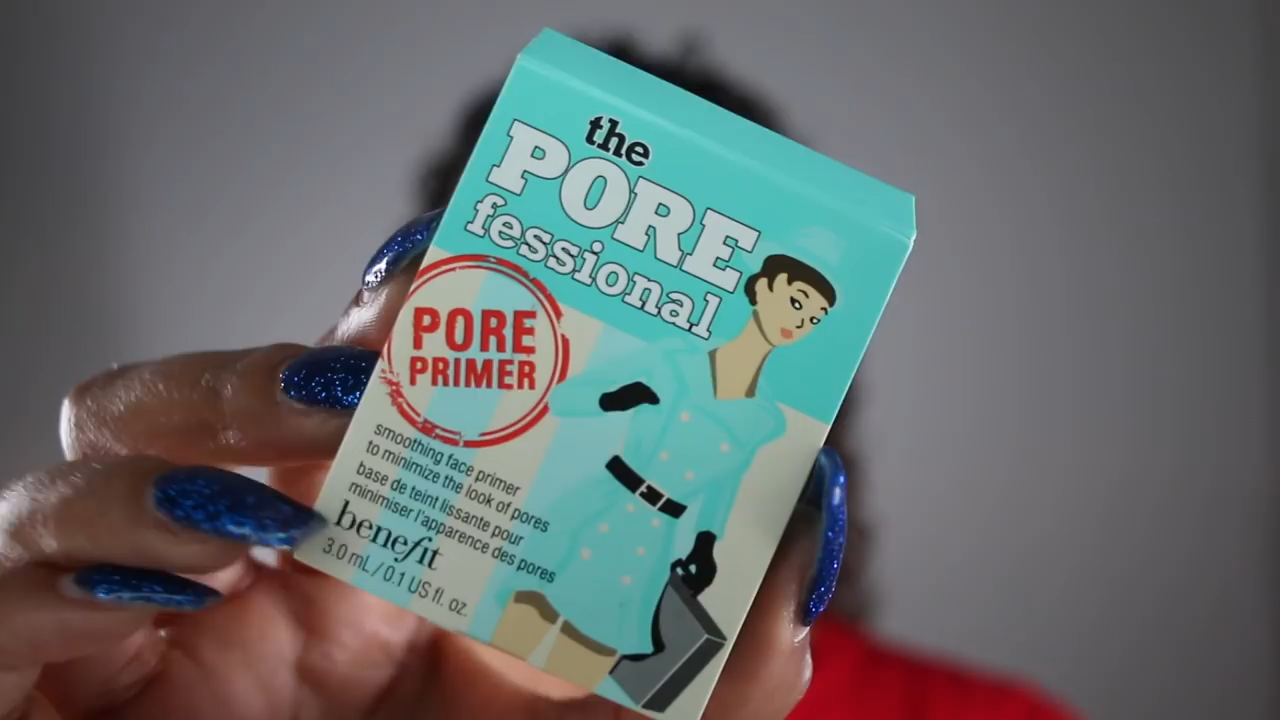 the
PORE
fessional
PORE
PRIMER
smoothing face primer
to minimize the look of pores
base de teint lissante pour
minimiser l'apparence des pores
benefit
3.0 mL / 0.1 US fl. oz.